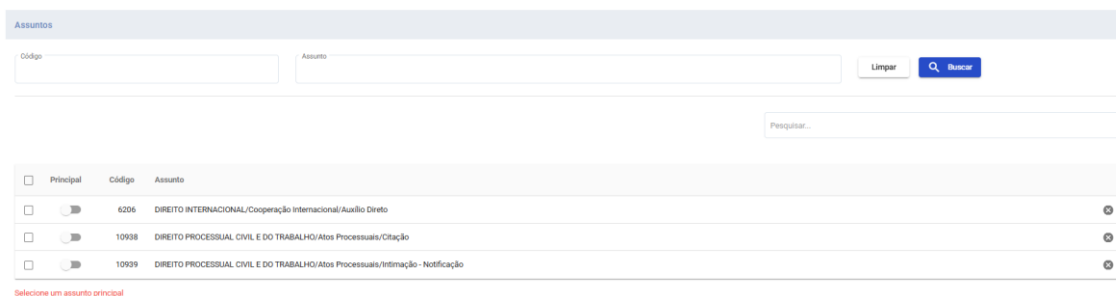 Assuntos
Código
Assunto
Limpar
Buscar
Pesquisar...
Principal Código Assunto
6206 DIREITO INTERNACIONAL/Cooperação Internacional/Auxílio Direto
10938 DIREITO PROCESSUAL CIVIL E DO TRABALHO/Atos Processuais/Citação
10939 DIREITO PROCESSUAL CIVIL E DO TRABALHO/Atos Processuais/Intimação - Notificação
Selecione um assunto principal